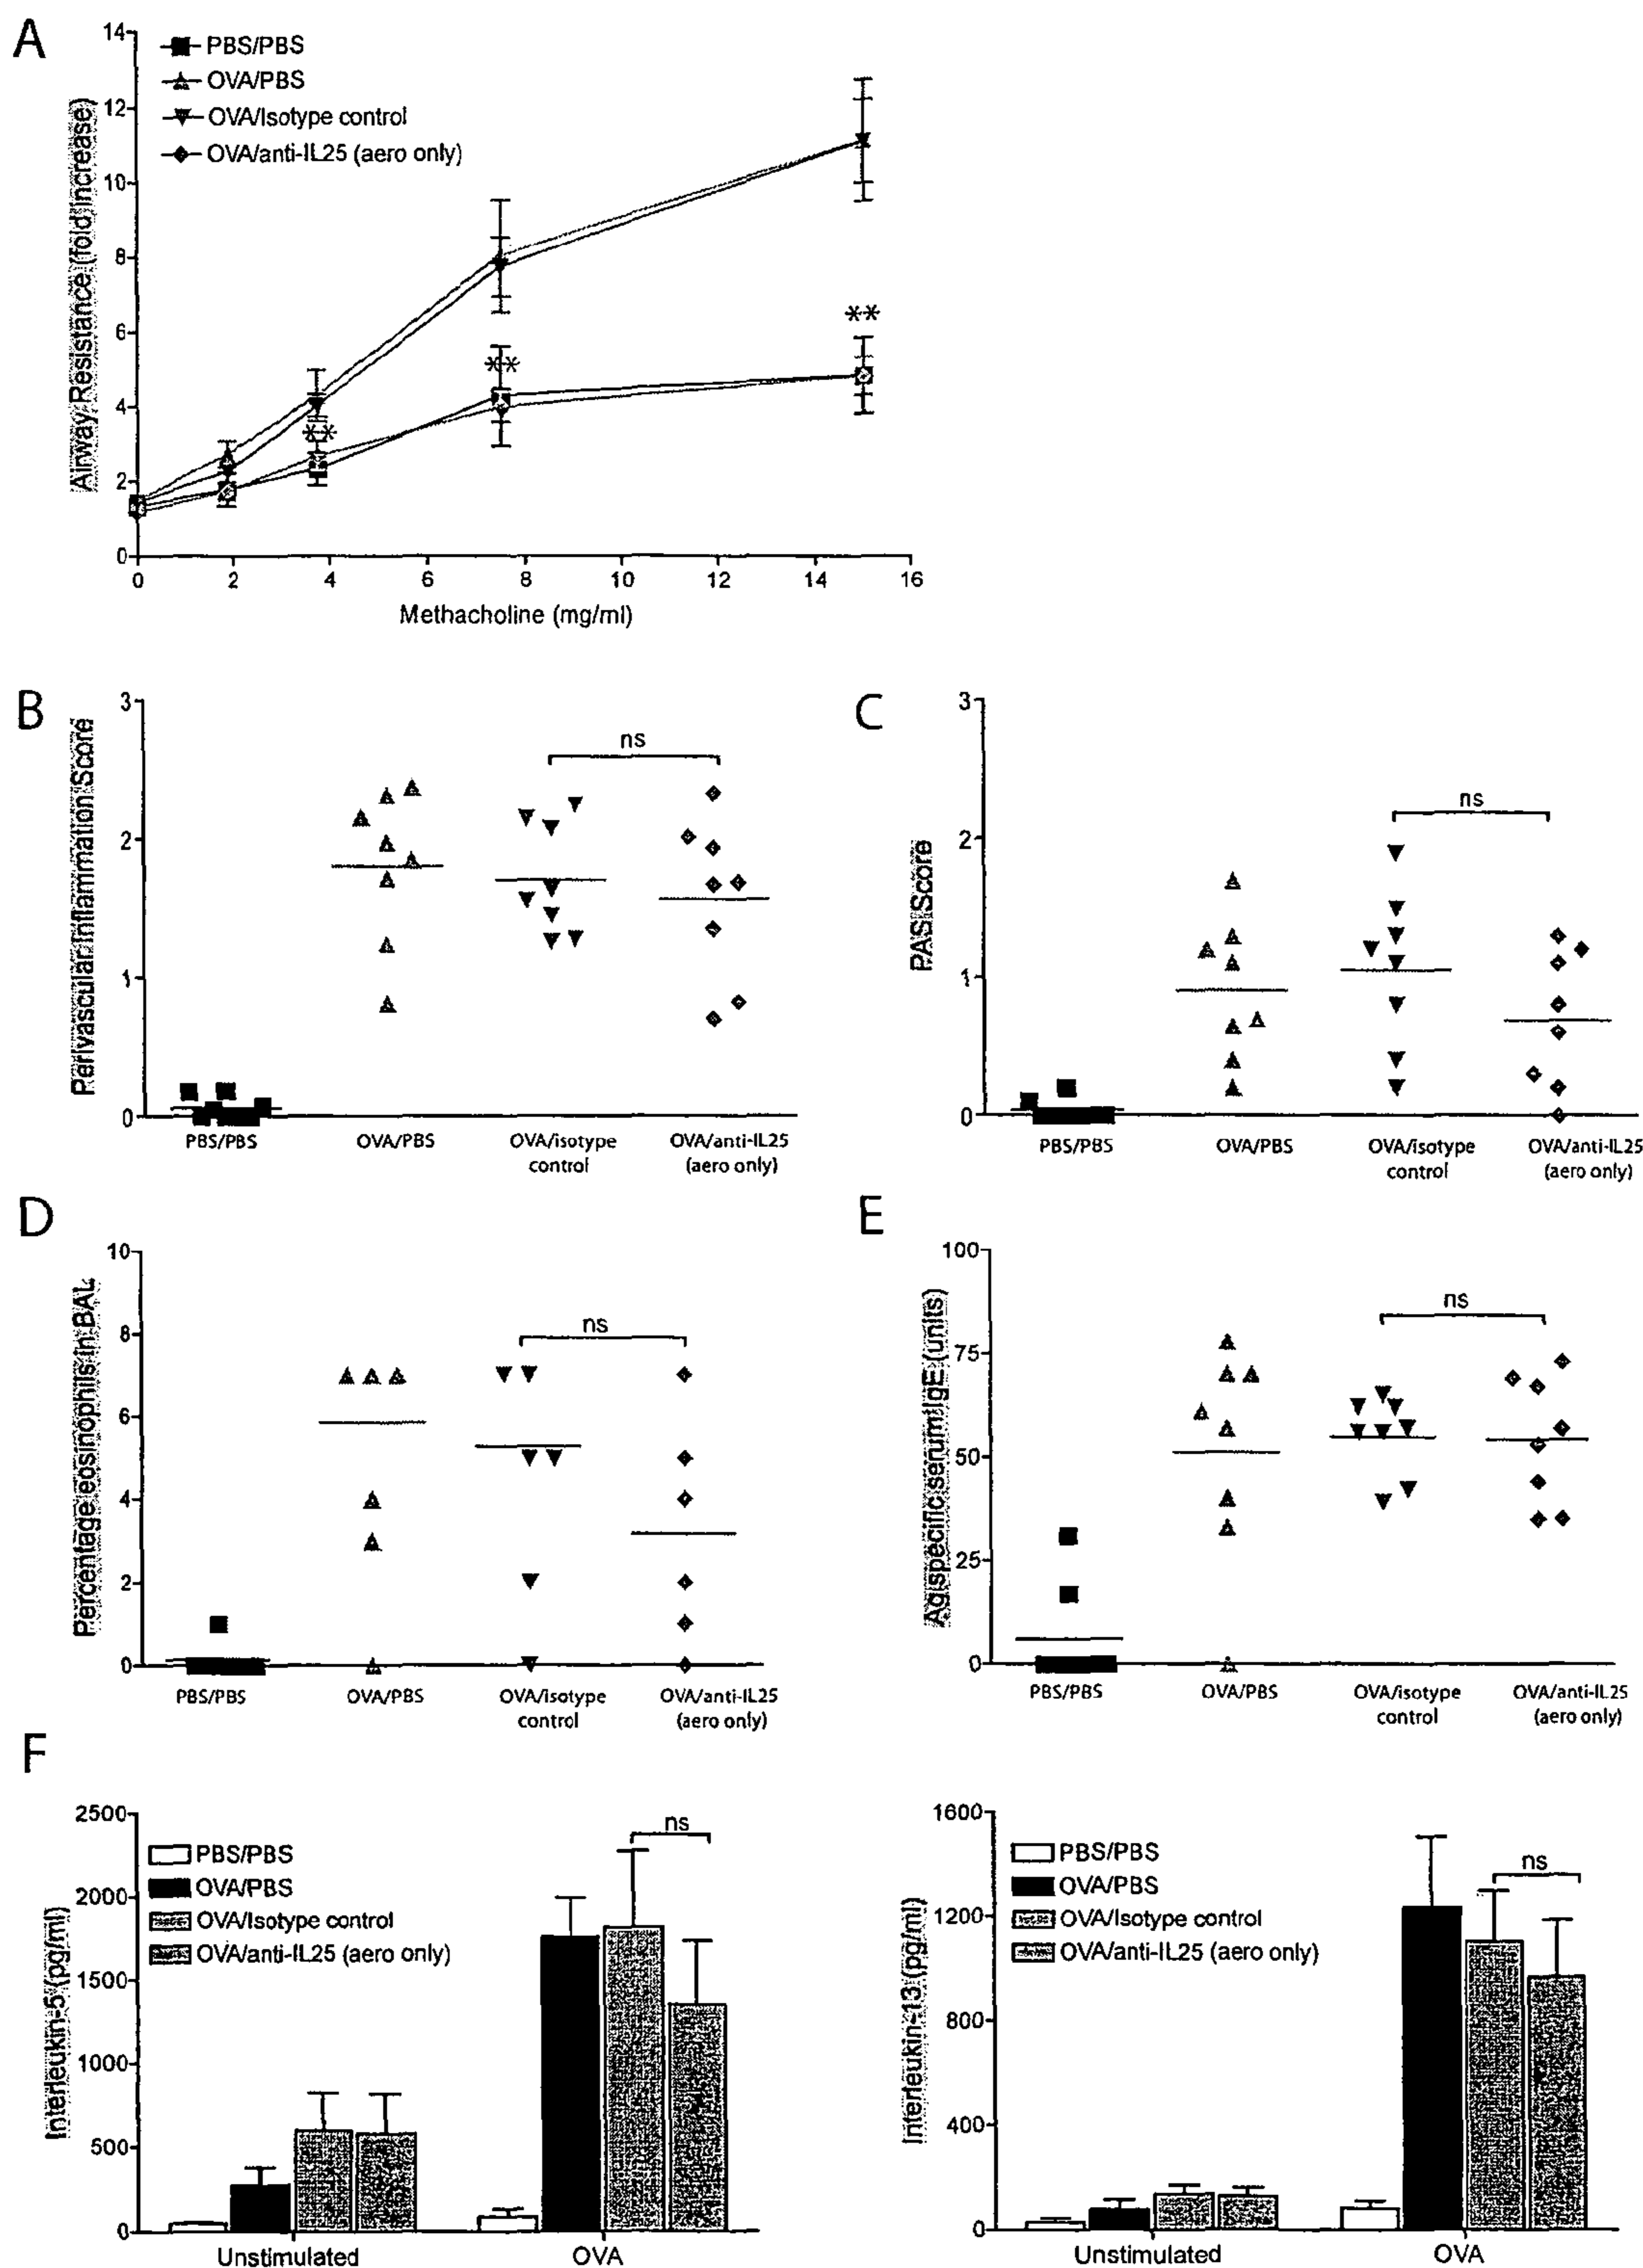 A
14
12
10
8
6
4
2
0
Airway Resistance (fold increase)
PBS/PBS
OVA/PBS
OVA/Isotype control
OVA/anti-IL25 (aero only)
**
**
**
0 2 4 6 8 10 12 14 16
Methacholine (mg/ml)
B
3
2
1
0
Perivascular Inflammation Score
ns
PBS/PBS OVA/PBS OVA/isotype OVA/anti-IL25
control (aero only)
C
3
2
1
0
PAS Score
ns
PBS/PBS OVA/PBS OVA/isotype OVA/anti-IL25
control (aero only)
D
10
8
6
4
2
0
Percentage eosinophils in BAL
ns
PBS/PBS OVA/PBS OVA/isotype OVA/anti-IL25
control (aero only)
E
100
75
50
25
0
Ag specific serum IgE (units)
ns
PBS/PBS OVA/PBS OVA/isotype OVA/anti-IL25
control (aero only)
F
2500
2000
1500
1000
500
0
Interleukin-5 (pg/ml)
PBS/PBS
OVA/PBS
OVA/Isotype control
OVA/anti-IL25 (aero only)
ns
Unstimulated OVA
1600
1200
800
400
0
Interleukin-13 (pg/ml)
PBS/PBS
OVA/PBS
OVA/Isotype control
OVA/anti-IL25 (aero only)
ns
Unstimulated OVA